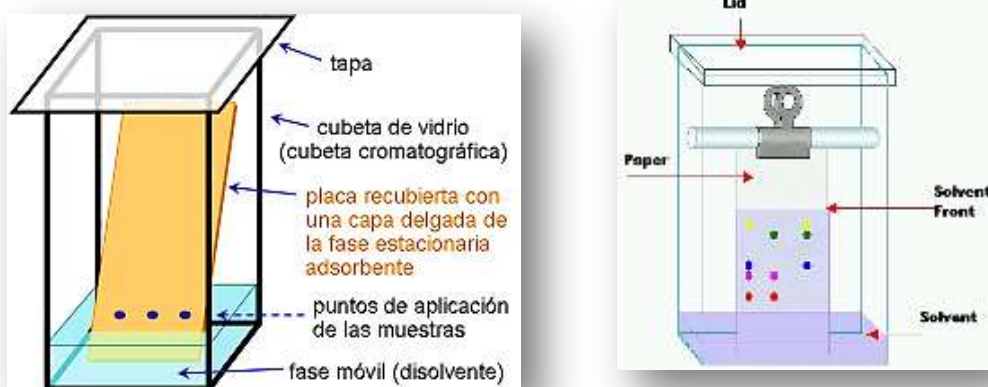 tapa
cubeta de vidrio
(cubeta cromatográfica)
placa recubierta con
una capa delgada de
la fase estacionaria
adsorbente
puntos de aplicación
de las muestras
fase móvil (disolvente)
Lid
Paper
Solvent
Front
Solvent